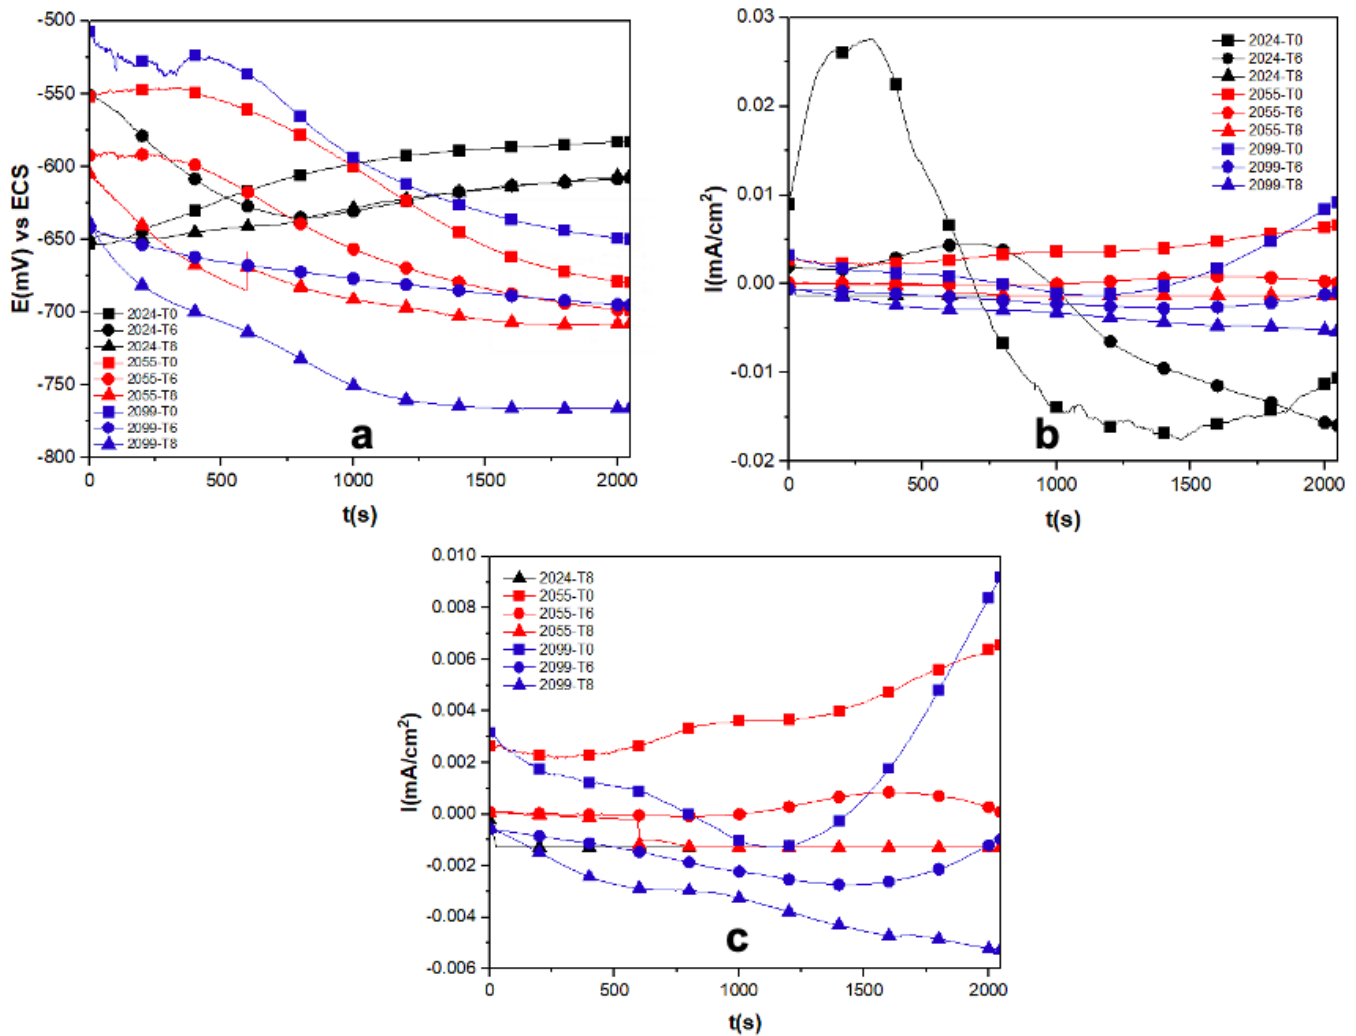 -500
-550
-600
-650
-700
-750
-800
E(mV) vs ECS
2024-T0
2024-T6
2024-T8
2055-T0
2055-T6
2055-T8
2099-T0
2099-T6
2099-T8
a
0
500
1000
1500
2000
t(s)
0.03
0.02
0.01
0.00
-0.01
-0.02
I(mA/cm²)
2024-T0
2024-T6
2024-T8
2055-T0
2055-T6
2055-T8
2099-T0
2099-T6
2099-T8
b
0
500
1000
1500
2000
t(s)
0.010
0.008
0.006
0.004
0.002
0.000
-0.002
-0.004
-0.006
I(mA/cm²)
2024-T8
2055-T0
2055-T6
2055-T8
2099-T0
2099-T6
2099-T8
c
0
500
1000
1500
2000
t(s)